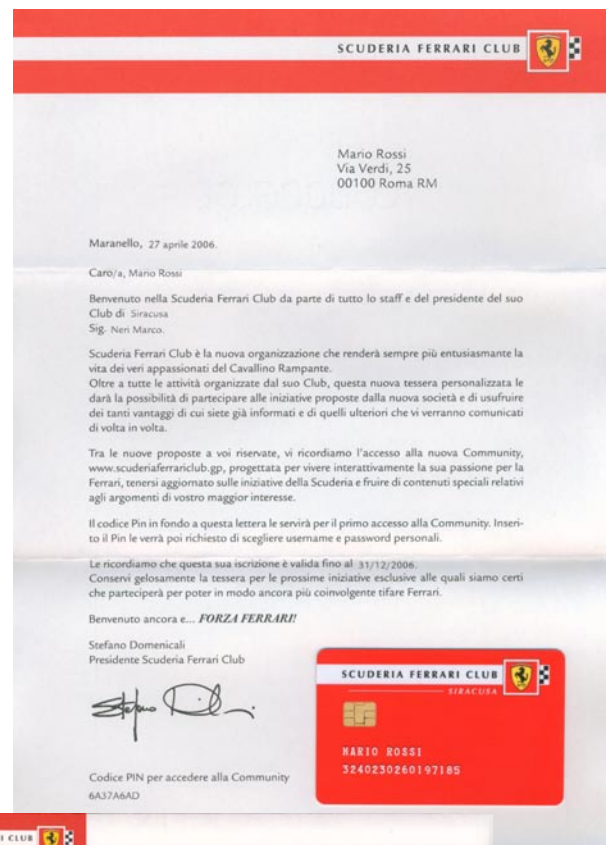 SCUDERIA FERRARI CLUB
Mario Rossi
Via Verdi, 25
00100 Roma RM
Maranello, 27 aprile 2006.
Caro/a, Mario Rossi
Benvenuto nella Scuderia Ferrari Club da parte di tutto lo staff e del presidente del suo
Club di Siracusa
Sig. Neri Marco.
Scuderia Ferrari Club è la nuova organizzazione che renderà sempre più entusiasmante la
vita dei veri appassionati del Cavallino Rampante.
Oltre a tutte le attività organizzate dal suo Club, questa nuova tessera personalizzata le
darà la possibilità di partecipare alle iniziative proposte dalla nuova società e di usufruire
dei tanti vantaggi di cui siete già informati e di quelli ulteriori che vi verranno comunicati
di volta in volta.
Tra le nuove proposte a voi riservate, vi ricordiamo l'accesso alla nuova Community,
www.scuderiaferrariclub.gp, progettata per vivere interattivamente la sua passione per la
Ferrari, tenersi aggiornato sulle iniziative della Scuderia e fruire di contenuti speciali relativi
agli argomenti di vostro maggior interesse.
Il codice Pin in fondo a questa lettera le servirà per il primo accesso alla Community. Inseri-
to il Pin le verrà poi richiesto di scegliere username e password personali.
Le ricordiamo che questa sua iscrizione è valida fino al 31/12/2006.
Conservi gelosamente la tessera per le prossime iniziative esclusive alle quali siamo certi
che parteciperà per poter in modo ancora più coinvolgente tifare Ferrari.
Benvenuto ancora e... FORZA FERRARI!
Stefano Domenicali
Presidente Scuderia Ferrari Club
SCUDERIA FERRARI CLUB
SIRACUSA
MARIO ROSSI
3240230260197185
Codice PIN per accedere alla Community
6A37A6AD
I CLUB